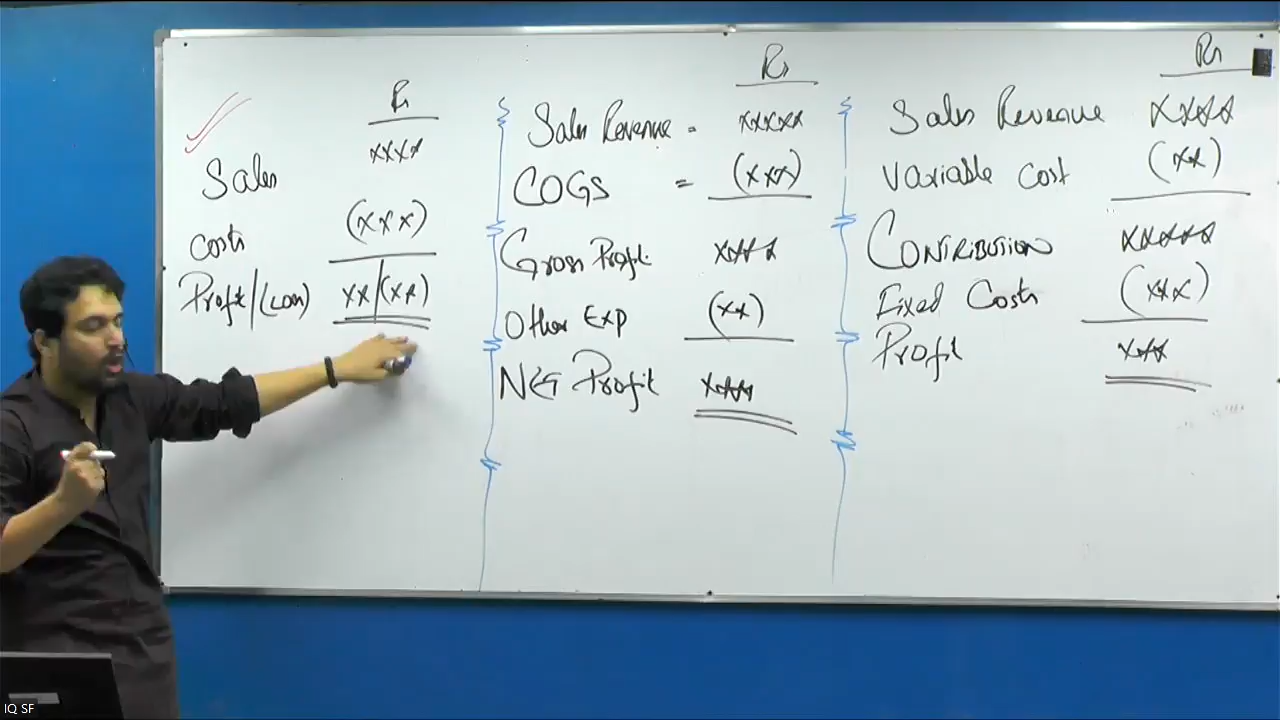 Rs
Sales xxxx
Costs (xxx)
Profit/(Loss) xx/(xx)
Rs
Sales Revenue = xxxxx
COGS = (xxx)
Gross Profit xxxx
Other Exp (xx)
Net Profit xxxx
Rs
Sales Revenue xxxx
Variable Cost (xx)
Contribution xxxxx
Fixed Costs (xxx)
Profit xxx
IQ SF